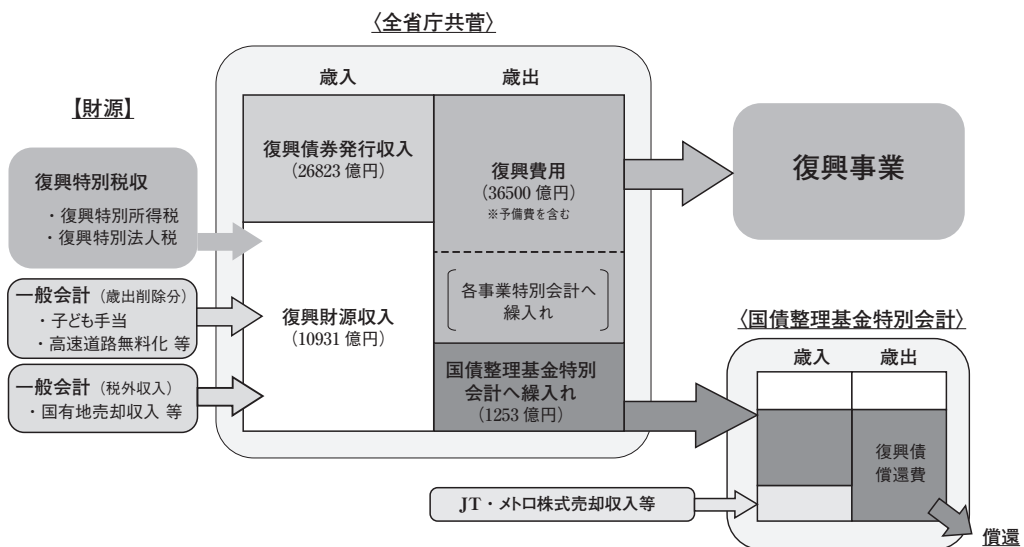 〈全省庁共菅〉
歳入
歳出
【財源】
復興特別税収
・復興特別所得税
・復興特別法人税
一般会計（歳出削除分）
・子ども手当
・高速道路無料化 等
一般会計（税外収入）
・国有地売却収入 等
復興債券発行収入
（26823 億円）
復興財源収入
（10931 億円）
復興費用
（36500 億円）
※予備費を含む
各事業特別会計へ
繰入れ
国債整理基金特別
会計へ繰入れ
（1253 億円）
復興事業
〈国債整理基金特別会計〉
歳入
歳出
復興債
償還費
JT・メトロ株式売却収入等
償還